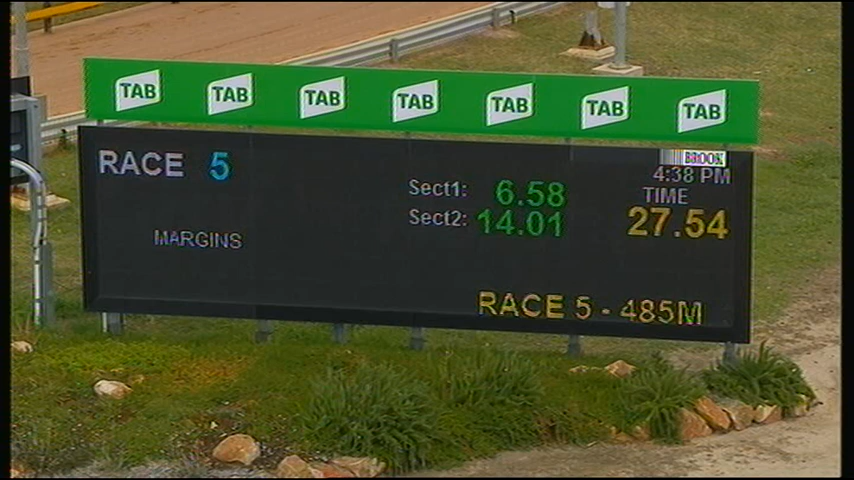 TAB TAB TAB TAB TAB TAB TAB
BROOK
RACE 5
4:38 PM
Sect1: 6.58
TIME
Sect2: 14.01
27.54
MARGINS
RACE 5 - 485M